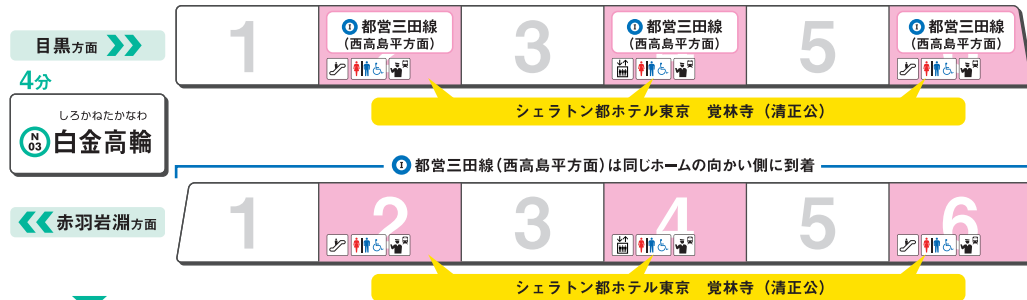 目黒方面
4分
しろかねたかなわ
N
03
白金高輪
1
I 都営三田線
(西高島平方面)
3
I 都営三田線
(西高島平方面)
5
I 都営三田線
(西高島平方面)
シェラトン都ホテル東京 覚林寺（清正公）
I 都営三田線(西高島平方面)は同じホームの向かい側に到着
赤羽岩淵方面
1
2
3
4
5
6
シェラトン都ホテル東京 覚林寺（清正公）